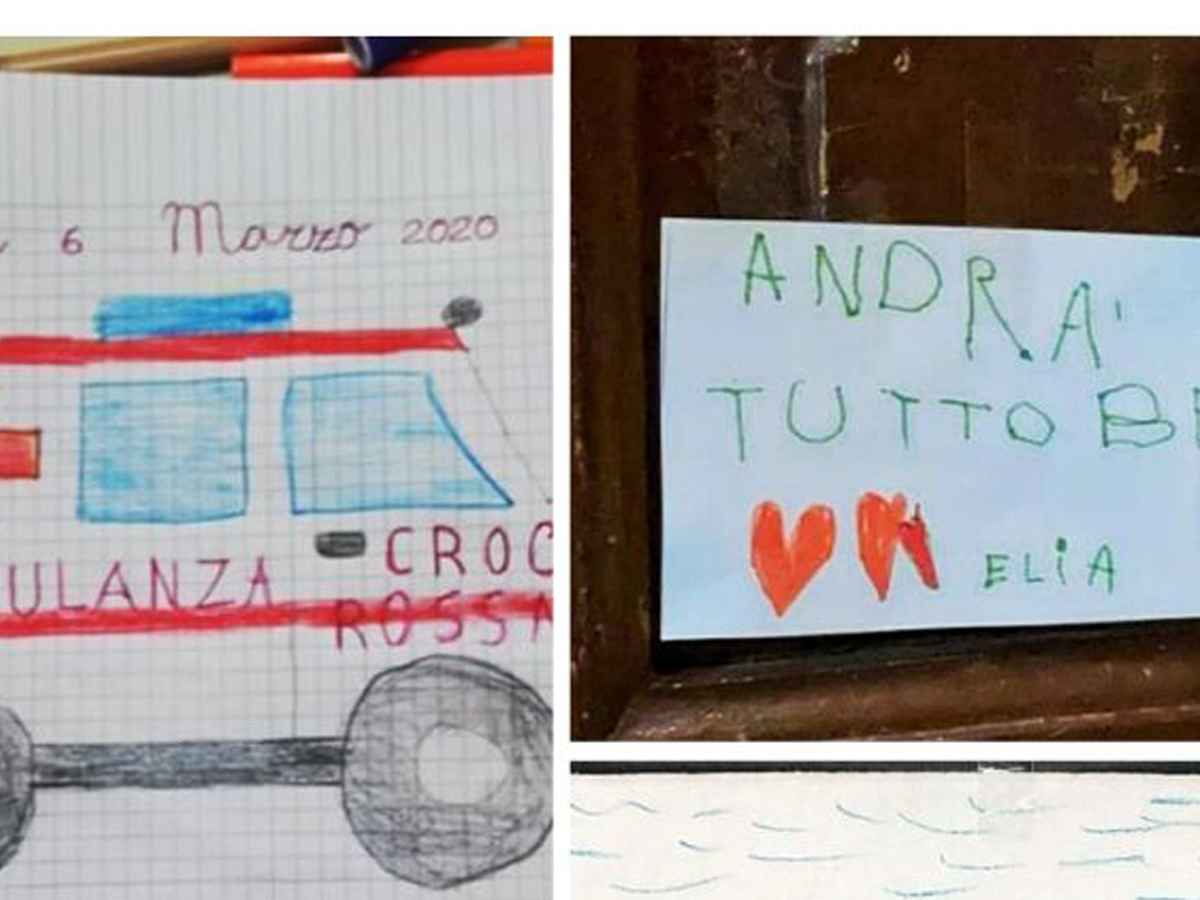 6 Marzo 2020
ULANZA
CROC
ROSSA
ANDRA'
TUTTO BE
ELIA